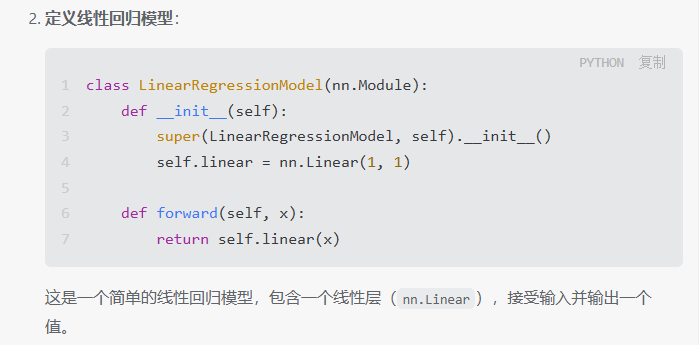 2. 定义线性回归模型：
PYTHON 复制
1 class LinearRegressionModel(nn.Module):
2     def __init__(self):
3         super(LinearRegressionModel, self).__init__()
4         self.linear = nn.Linear(1, 1)
5
6     def forward(self, x):
7         return self.linear(x)
这是一个简单的线性回归模型，包含一个线性层（nn.Linear），接受输入并输出一个
值。